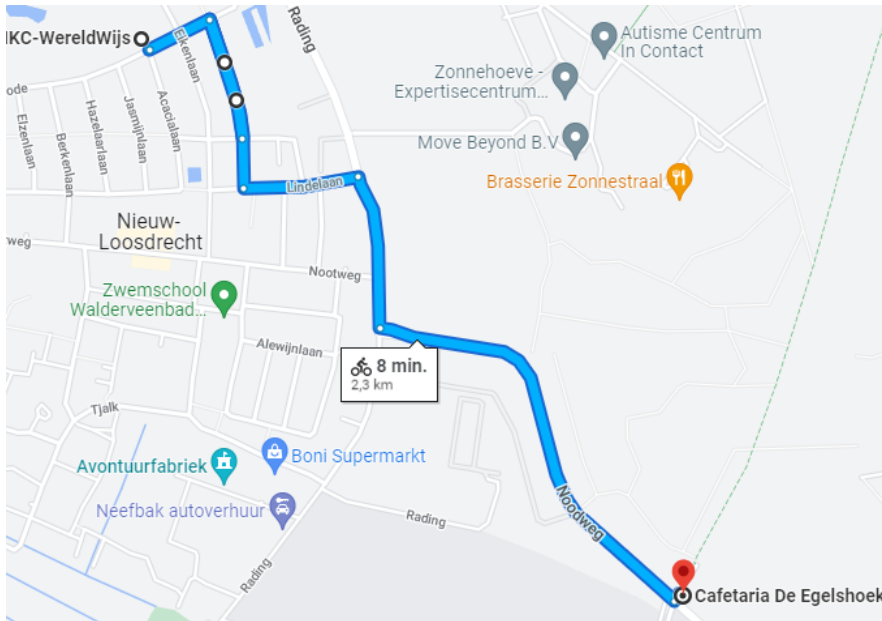 IKC-WereldWijs
Eikenlaan
Rading
ode
Elzenlaan
Hazelaarlaan
Jasmijnlaan
Acacialaan
Berkenlaan
Autisme Centrum
In Contact
Zonnehoeve -
Expertisecentrum...
Move Beyond B.V
Brasserie Zonnestraal
Lindelaan
Nieuw-
Loosdrecht
weg
Nootweg
Zwemschool
Walderveenbad...
Alewijnlaan
8 min.
2,3 km
Tjalk
Avontuurfabriek
Boni Supermarkt
Neefbak autoverhuur
Rading
Rading
Noodweg
Cafetaria De Egelshoek